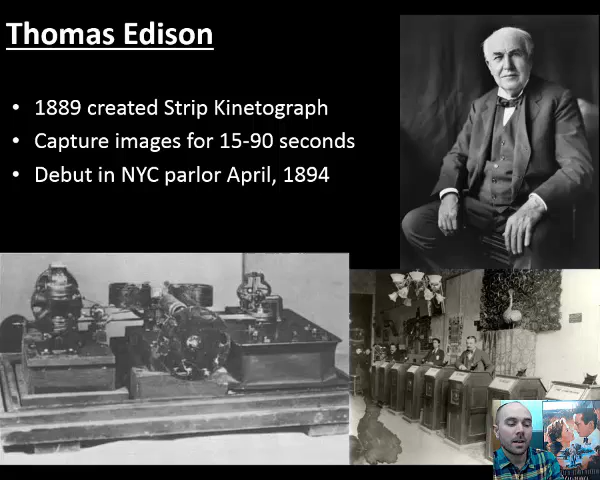 Thomas Edison
• 1889 created Strip Kinetograph
• Capture images for 15-90 seconds
• Debut in NYC parlor April, 1894